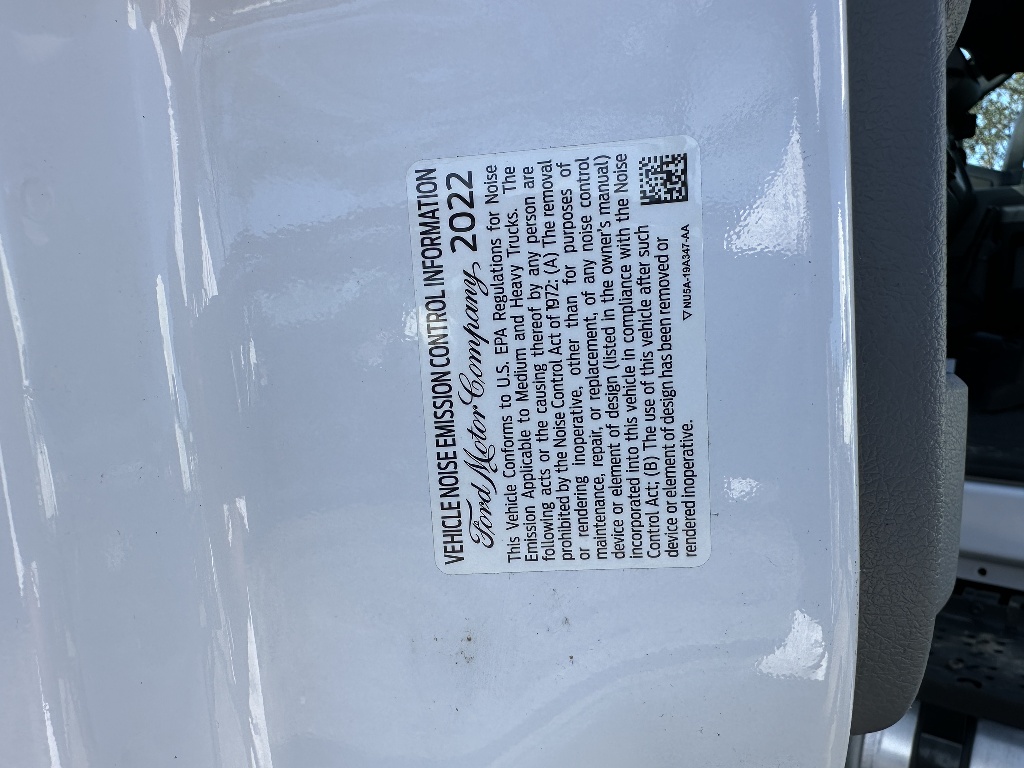 VEHICLE NOISE EMISSION CONTROL INFORMATION
Ford Motor Company 2022
This Vehicle Conforms to U.S. EPA Regulations for Noise
Emission Applicable to Medium and Heavy Trucks. The
following acts or the causing thereof by any person are
prohibited by the Noise Control Act of 1972: (A) The removal
or rendering inoperative, other than for purposes of
maintenance, repair, or replacement, of any noise control
device or element of design (listed in the owner's manual)
incorporated into this vehicle in compliance with the Noise
Control Act; (B) The use of this vehicle after such
device or element of design has been removed or
rendered inoperative.
▽NU5A-19A347-AA